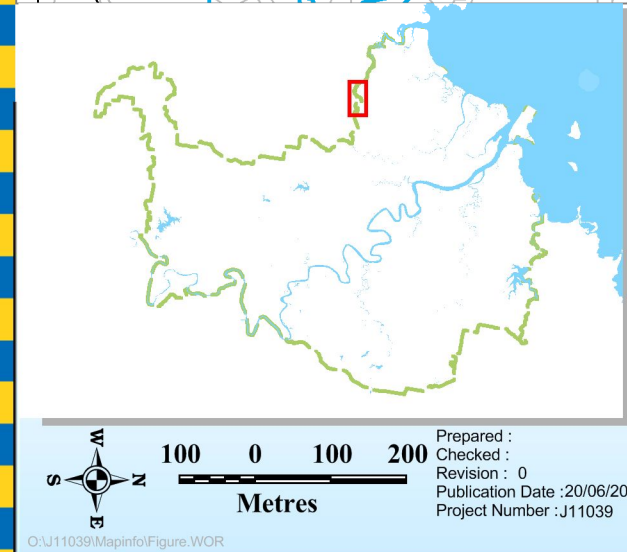 W
S
N
E
100 0 100 200
Metres
Prepared :
Checked :
Revision : 0
Publication Date :20/06/20
Project Number :J11039
O:\J11039\Mapinfo\Figure.WOR